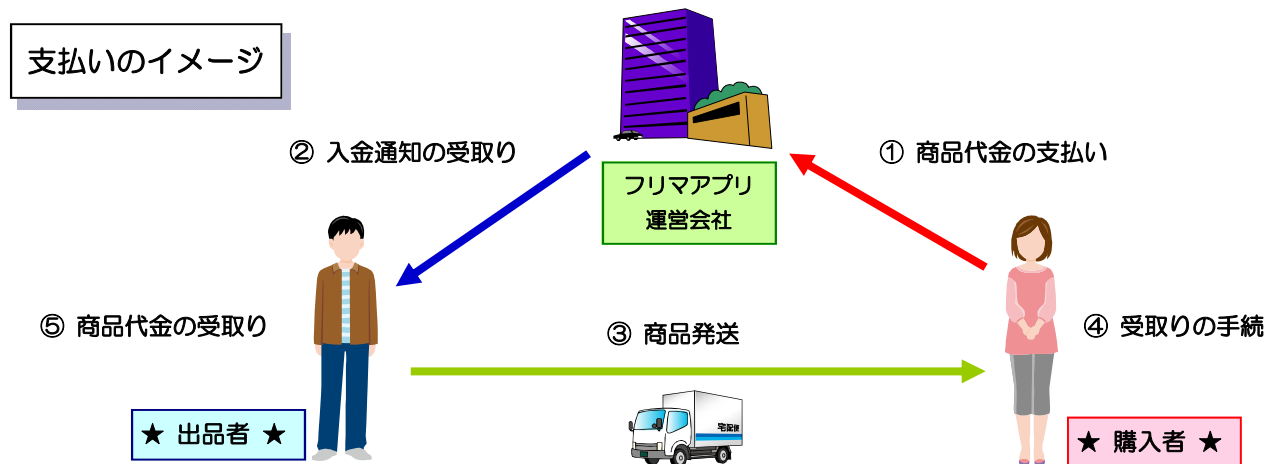 支払いのイメージ
② 入金通知の受取り
① 商品代金の支払い
フリマアプリ
運営会社
⑤ 商品代金の受取り
③ 商品発送
④ 受取りの手続
宅配便
★ 出品者 ★
★ 購入者 ★